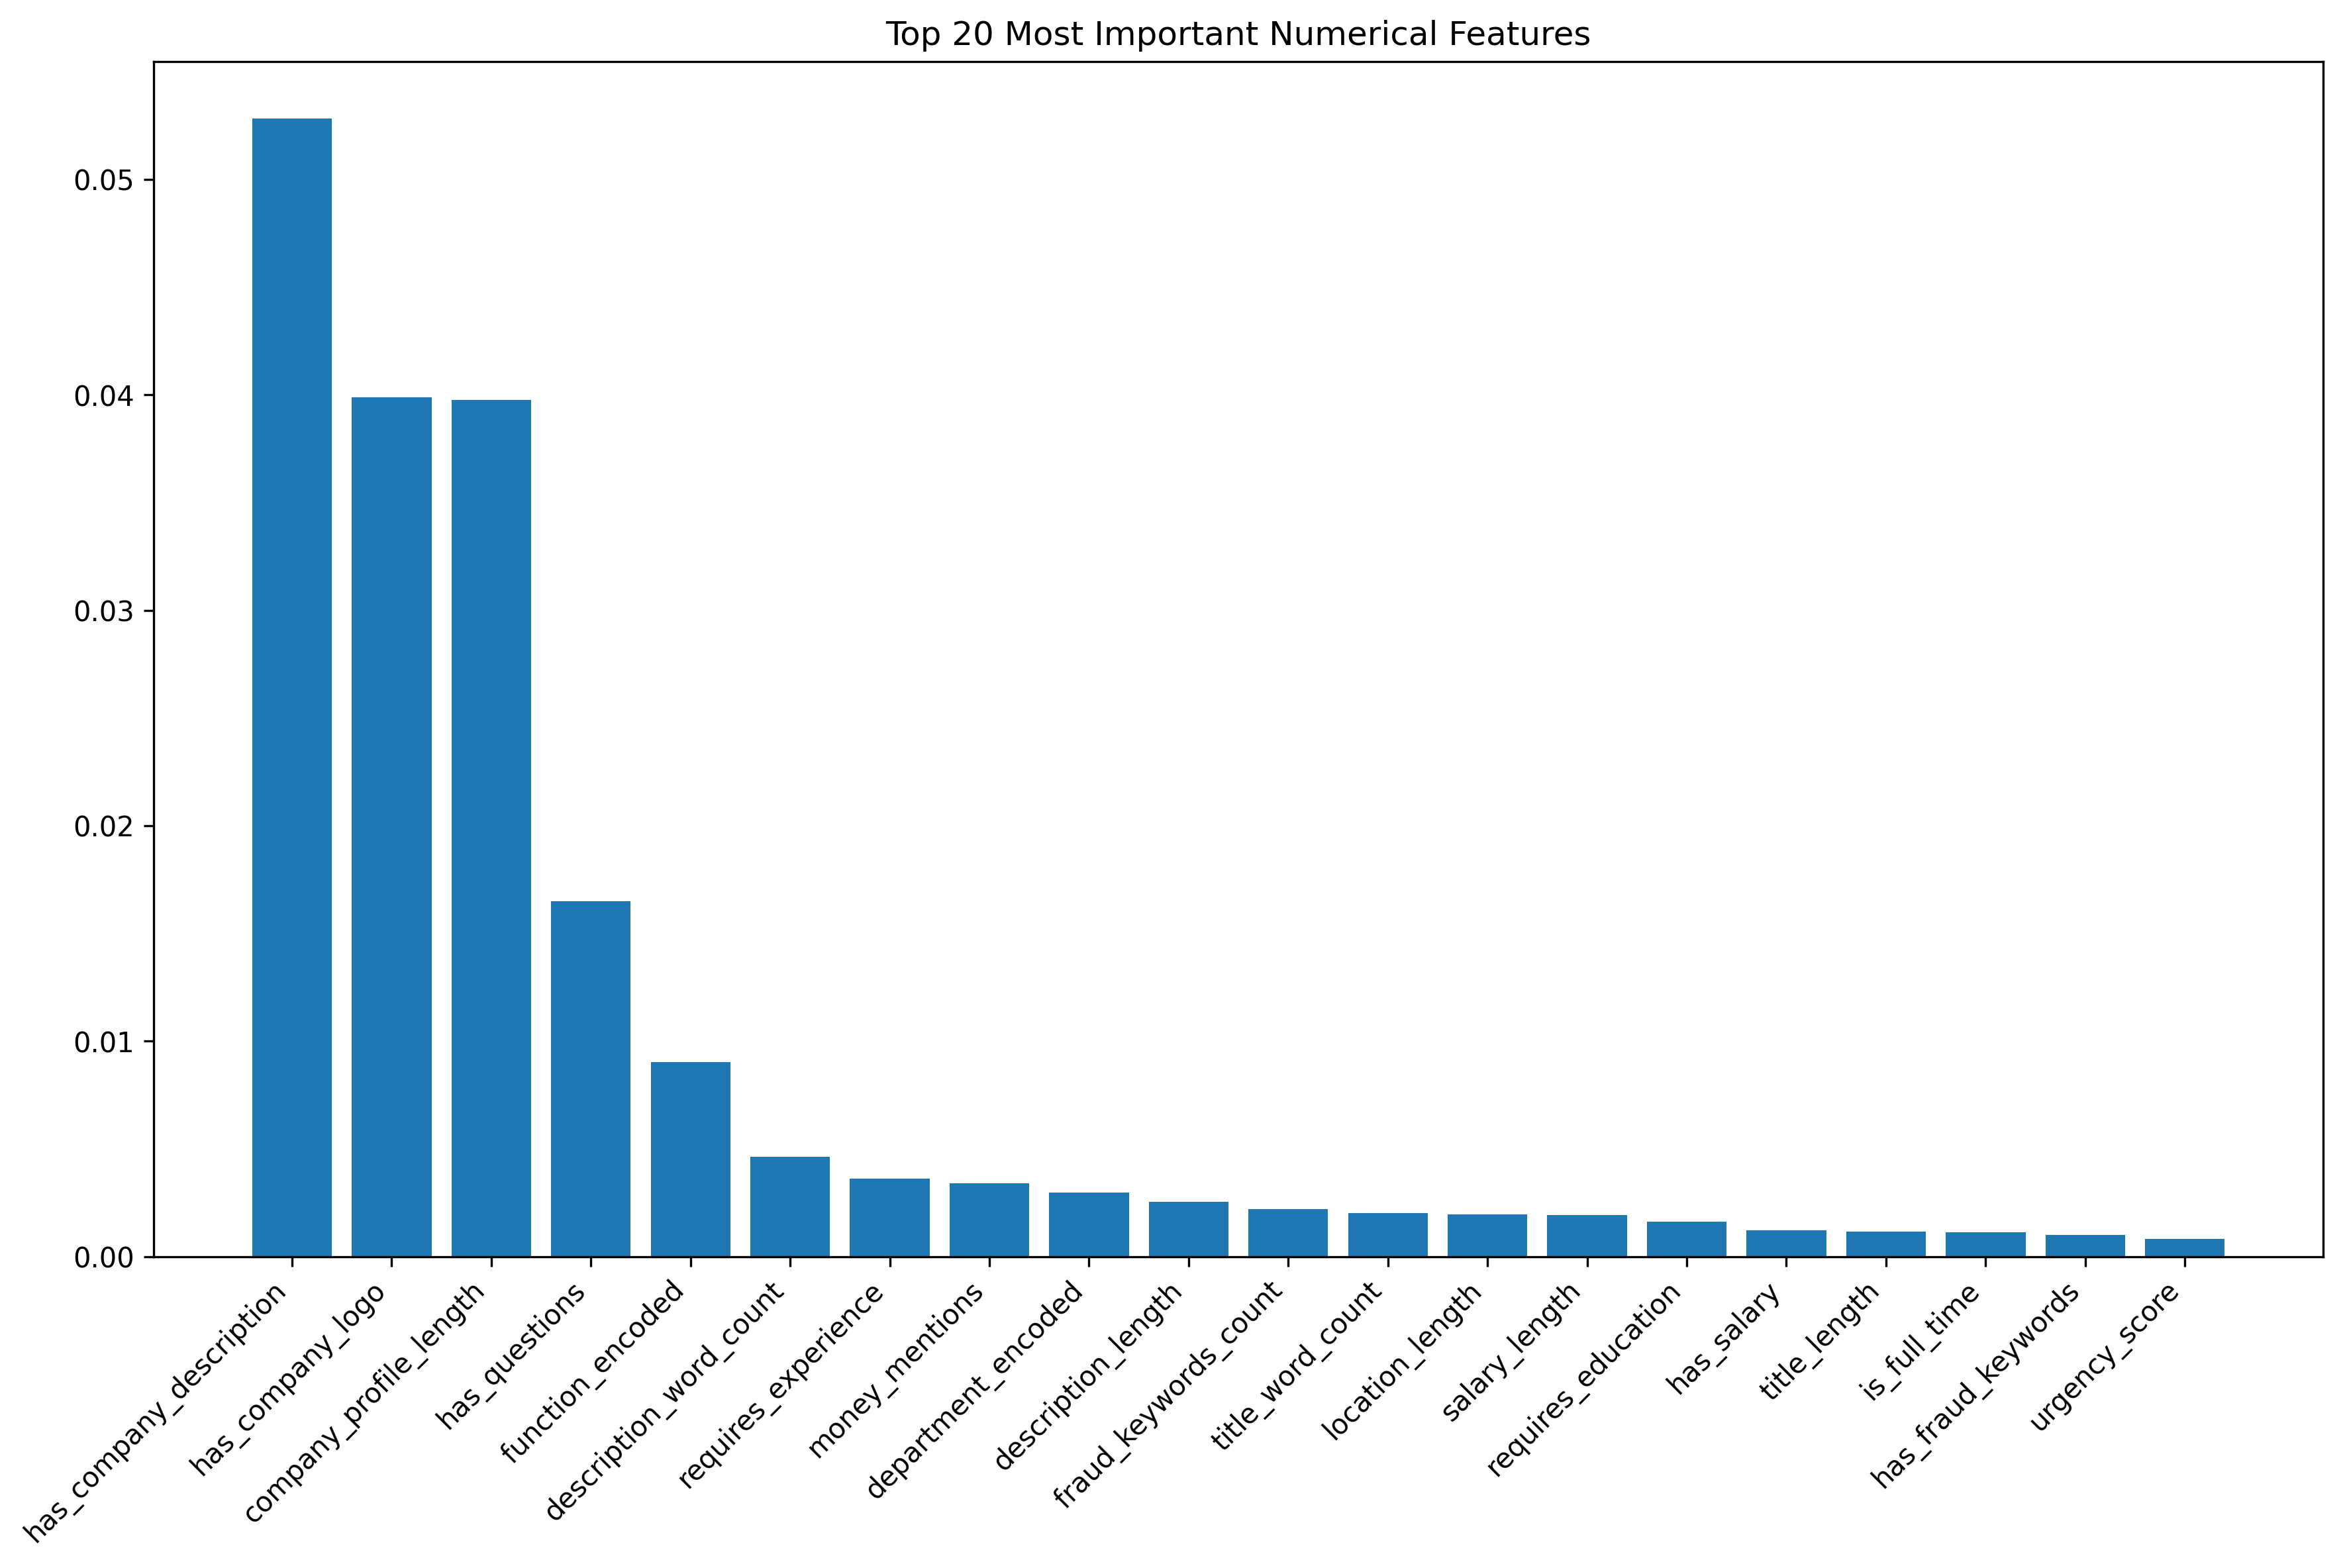 Top 20 Most Important Numerical Features
0.05
0.04
0.03
0.02
0.01
0.00
has_company_description
has_company_logo
company_profile_length
has_questions
function_encoded
description_word_count
requires_experience
money_mentions
department_encoded
description_length
fraud_keywords_count
title_word_count
location_length
salary_length
requires_education
has_salary
title_length
is_full_time
has_fraud_keywords
urgency_score